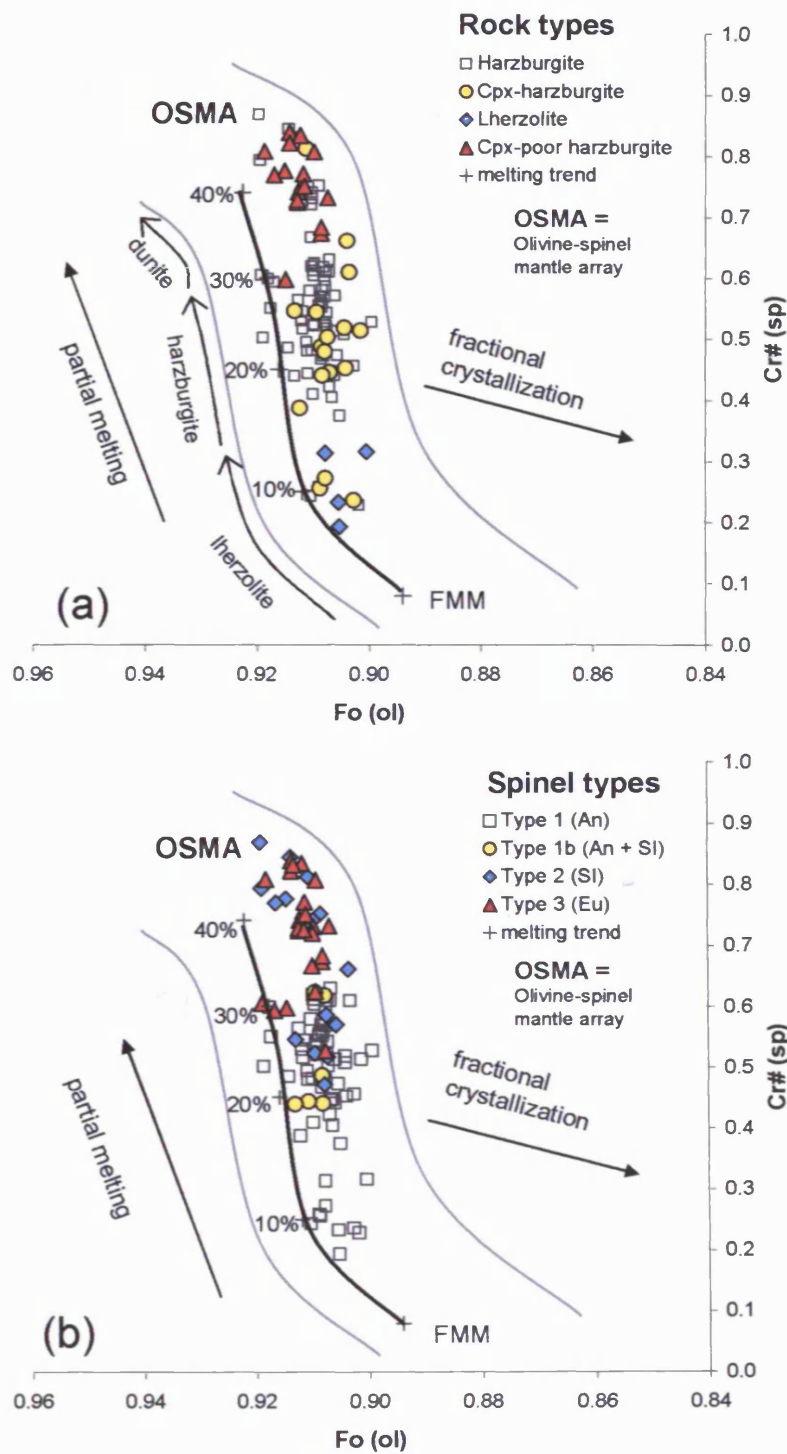 Rock types
Harzburgite
Cpx-harzburgite
Lherzolite
Cpx-poor harzburgite
melting trend
OSMA =
Olivine-spinel
mantle array
OSMA
40%
30%
20%
10%
FMM
dunite
harzburgite
lherzolite
partial melting
fractional
crystallization
(a)
1.0
0.9
0.8
0.7
0.6
0.5
0.4
0.3
0.2
0.1
0.0
Cr# (sp)
0.96
0.94
0.92
0.90
0.88
0.86
0.84
Fo (ol)
Spinel types
Type 1 (An)
Type 1b (An + Sl)
Type 2 (Sl)
Type 3 (Eu)
melting trend
OSMA =
Olivine-spinel
mantle array
OSMA
40%
30%
20%
10%
FMM
partial melting
fractional
crystallization
(b)
1.0
0.9
0.8
0.7
0.6
0.5
0.4
0.3
0.2
0.1
0.0
Cr# (sp)
0.96
0.94
0.92
0.90
0.88
0.86
0.84
Fo (ol)